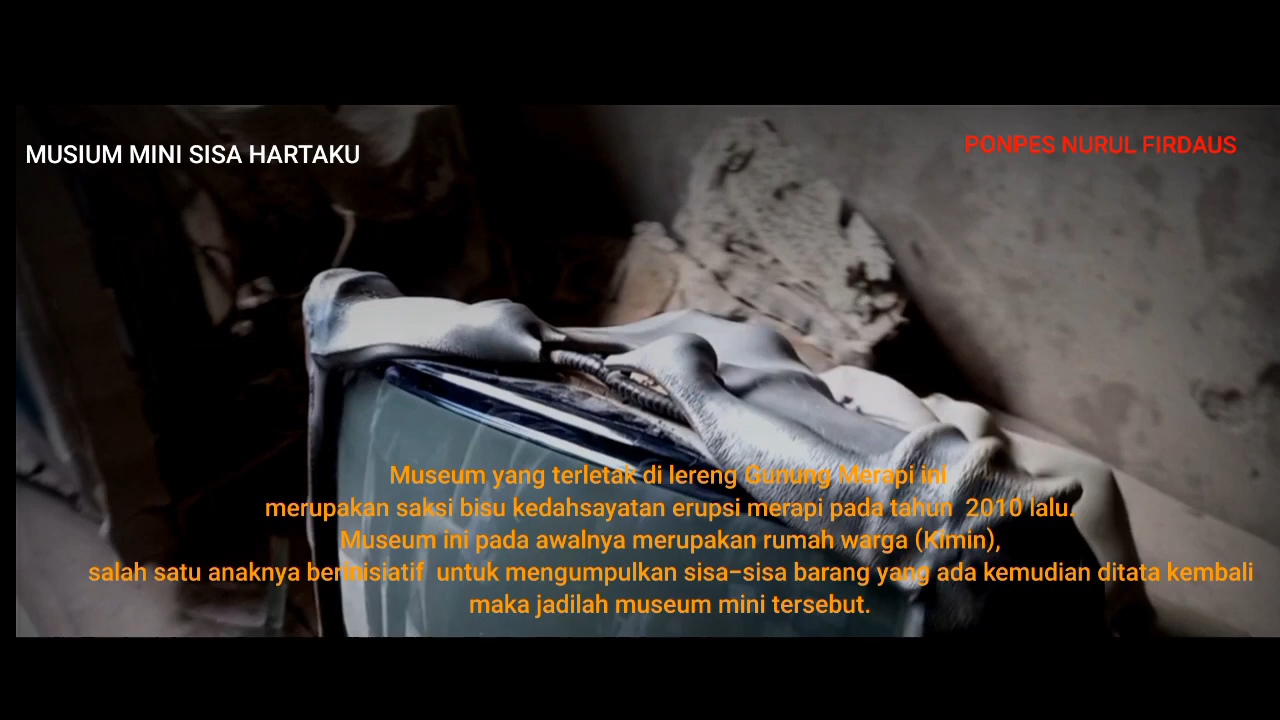 MUSIUM MINI SISA HARTAKU
PONPES NURUL FIRDAUS
Museum yang terletak di lereng Gunung Merapi ini
merupakan saksi bisu kedahsayatan erupsi merapi pada tahun 2010 lalu.
Museum ini pada awalnya merupakan rumah warga (Kimin),
salah satu anaknya berinisiatif untuk mengumpulkan sisa-sisa barang yang ada kemudian ditata kembali
maka jadilah museum mini tersebut.